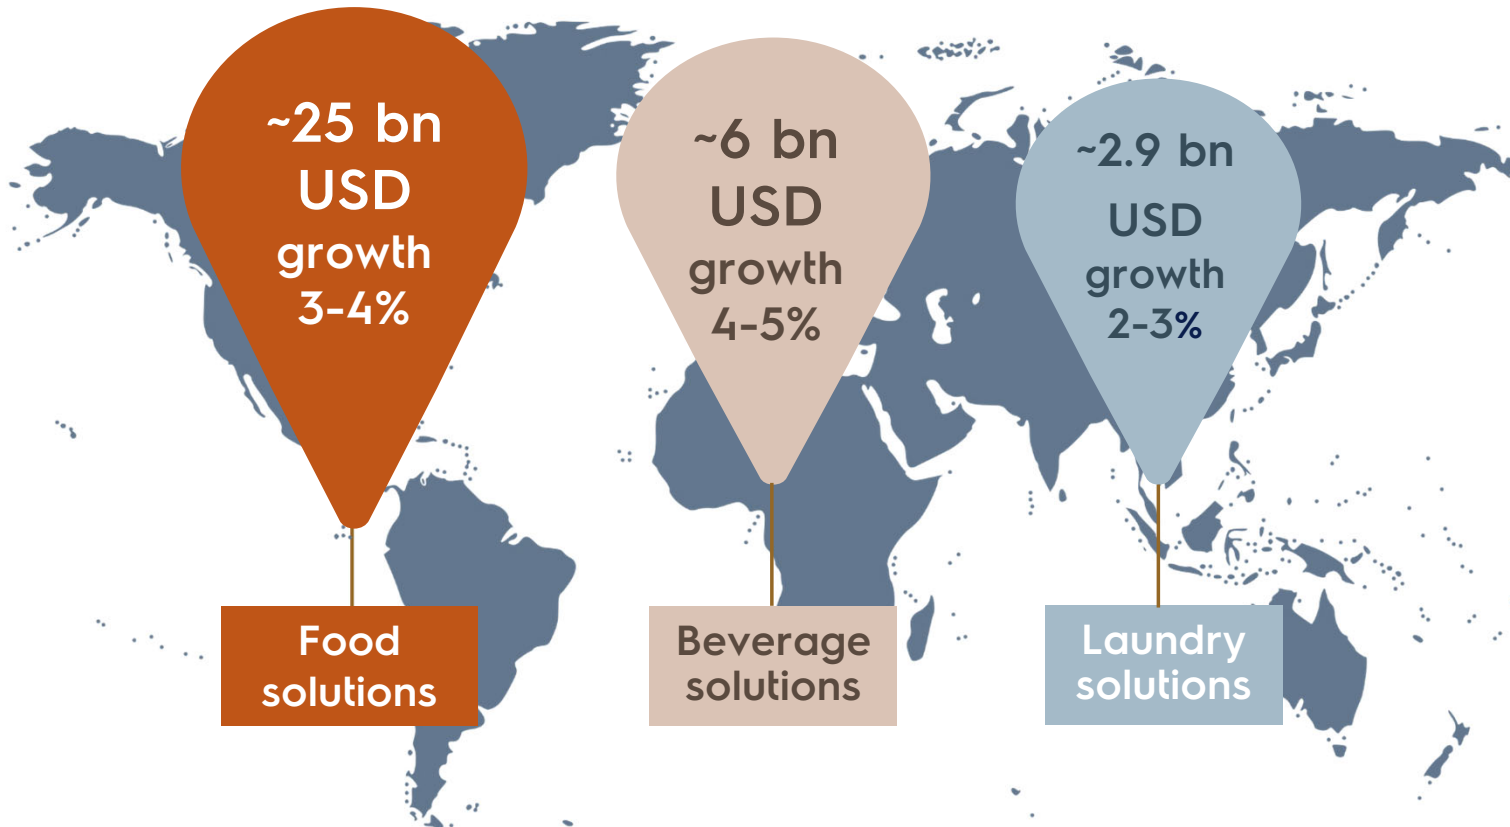 ~25 bn
USD
growth
3-4%
~6 bn
USD
growth
4-5%
~2.9 bn
USD
growth
2-3%
Food
solutions
Beverage
solutions
Laundry
solutions